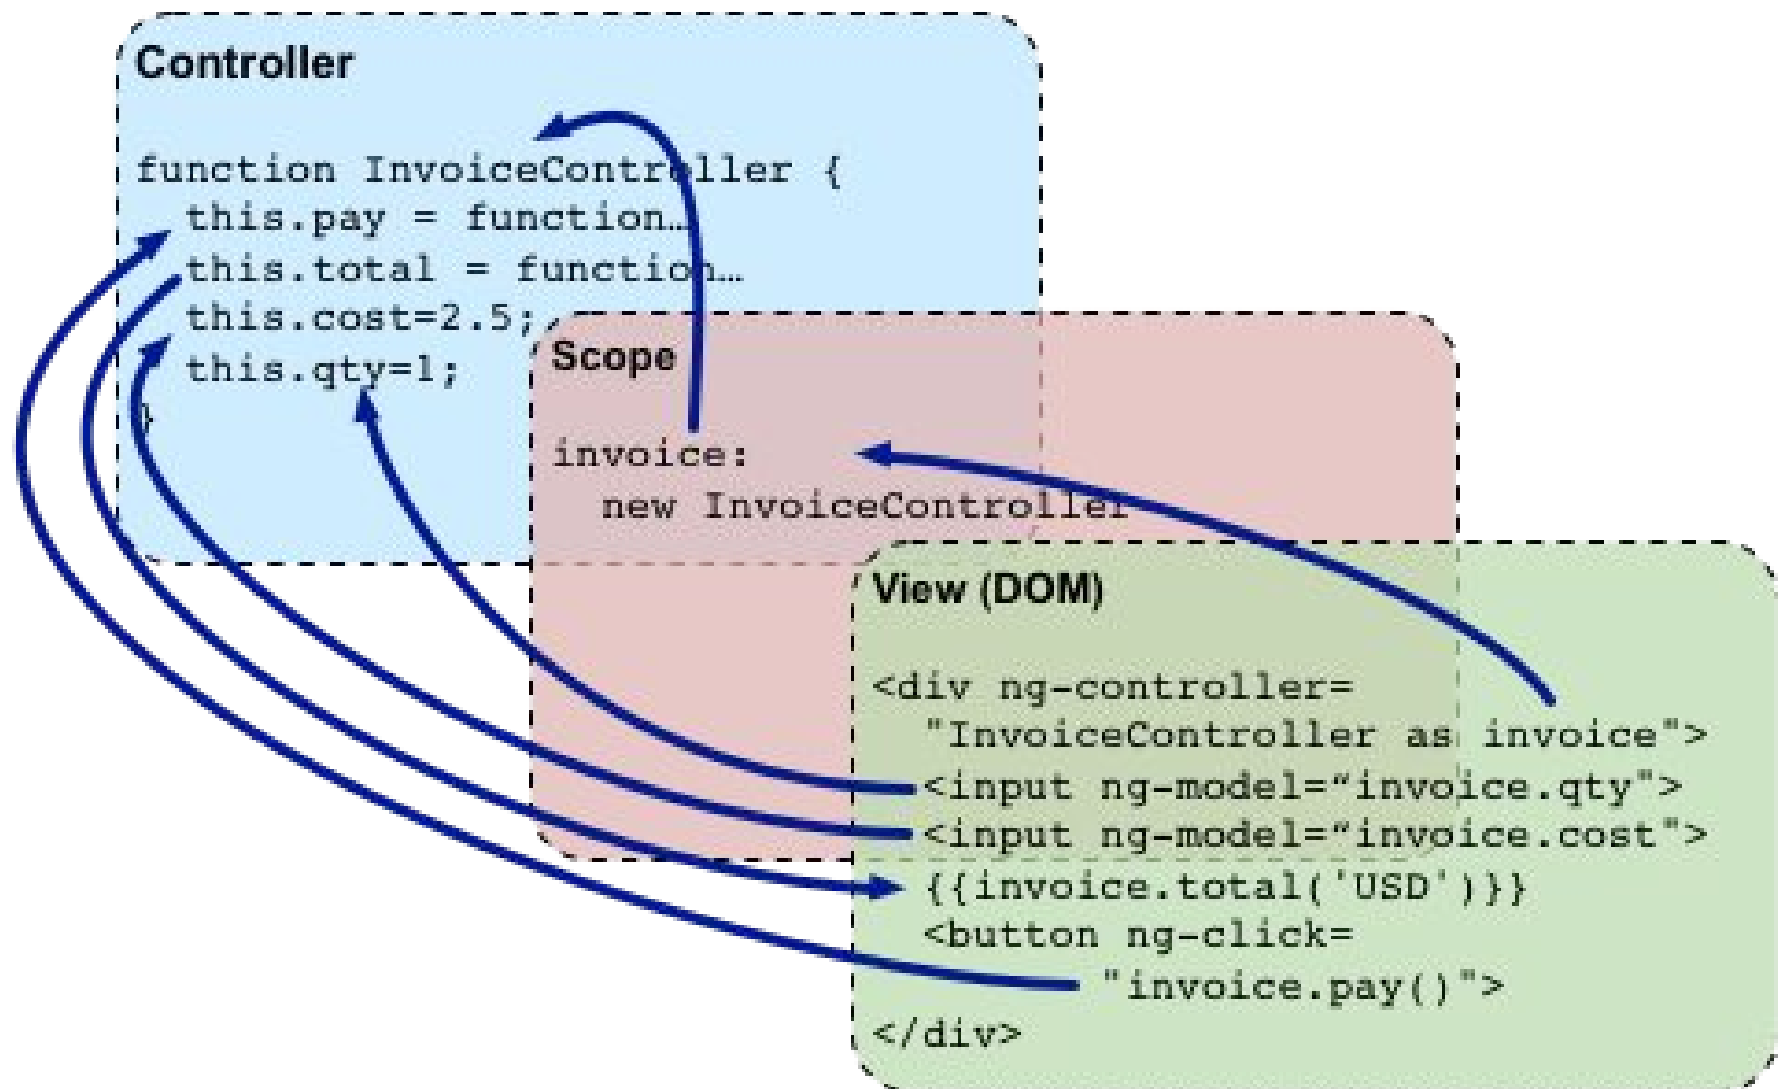 Controller
function InvoiceController {
this.pay = function…
this.total = function…
this.cost=2.5;
this.qty=1;
}
Scope
invoice:
new InvoiceController
View (DOM)
<div ng-controller=
"InvoiceController as invoice">
<input ng-model=“invoice.qty">
<input ng-model=“invoice.cost">
{{invoice.total('USD')}}
<button ng-click=
"invoice.pay()">
</div>